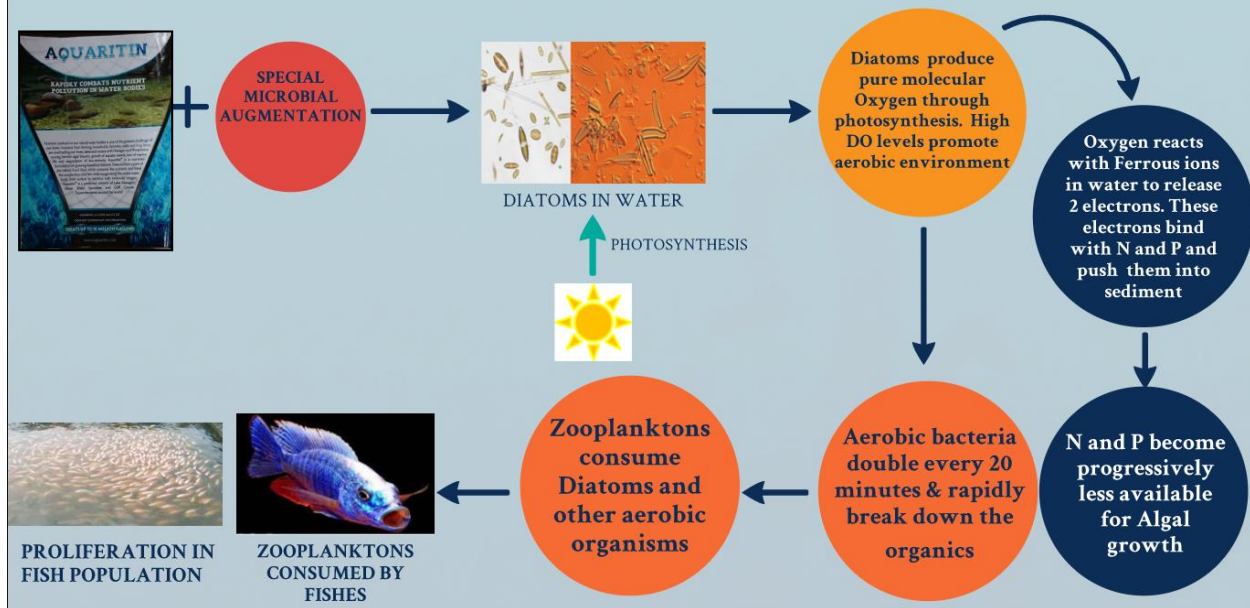 AQUARITIN
RAPIDLY COMBATS NUTRIENT
POLLUTION IN WATER BODIES
SPECIAL
MICROBIAL
AUGMENTATION
DIATOMS IN WATER
PHOTOSYNTHESIS
Diatoms produce
pure molecular
Oxygen through
photosynthesis. High
DO levels promote
aerobic environment
Oxygen reacts
with Ferrous ions
in water to release
2 electrons. These
electrons bind
with N and P and
push them into
sediment
N and P become
progressively
less available
for Algal
growth
Aerobic bacteria
double every 20
minutes & rapidly
break down the
organics
Zooplanktons
consume
Diatoms and
other aerobic
organisms
ZOOPLANKTONS
CONSUMED BY
FISHES
PROLIFERATION IN
FISH POPULATION